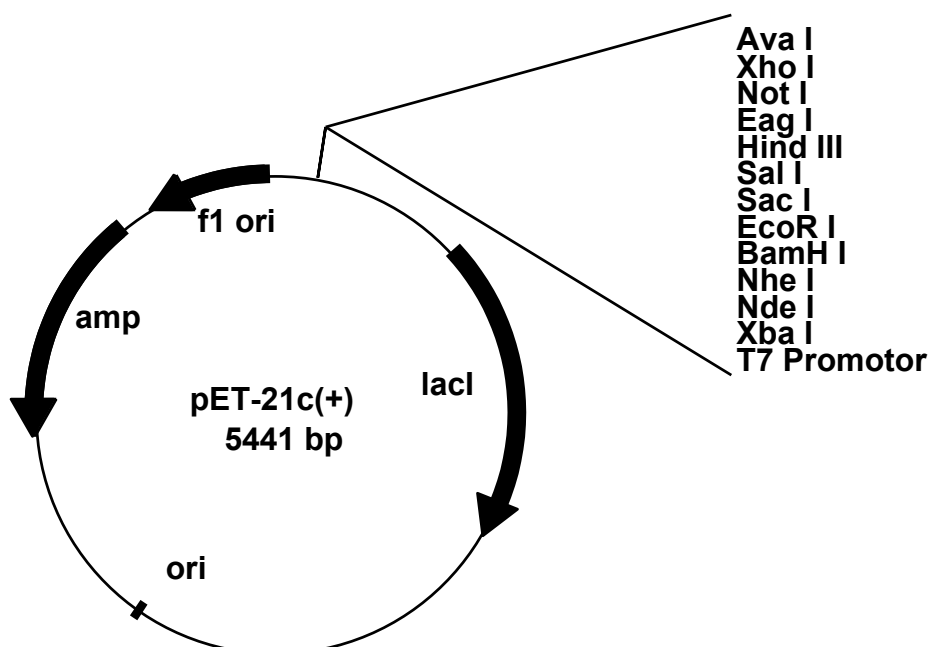 Ava I
Xho I
Not I
Eag I
Hind III
Sal I
Sac I
EcoR I
BamH I
Nhe I
Nde I
Xba I
T7 Promotor
f1 ori
amp
lacI
pET-21c(+)
5441 bp
ori